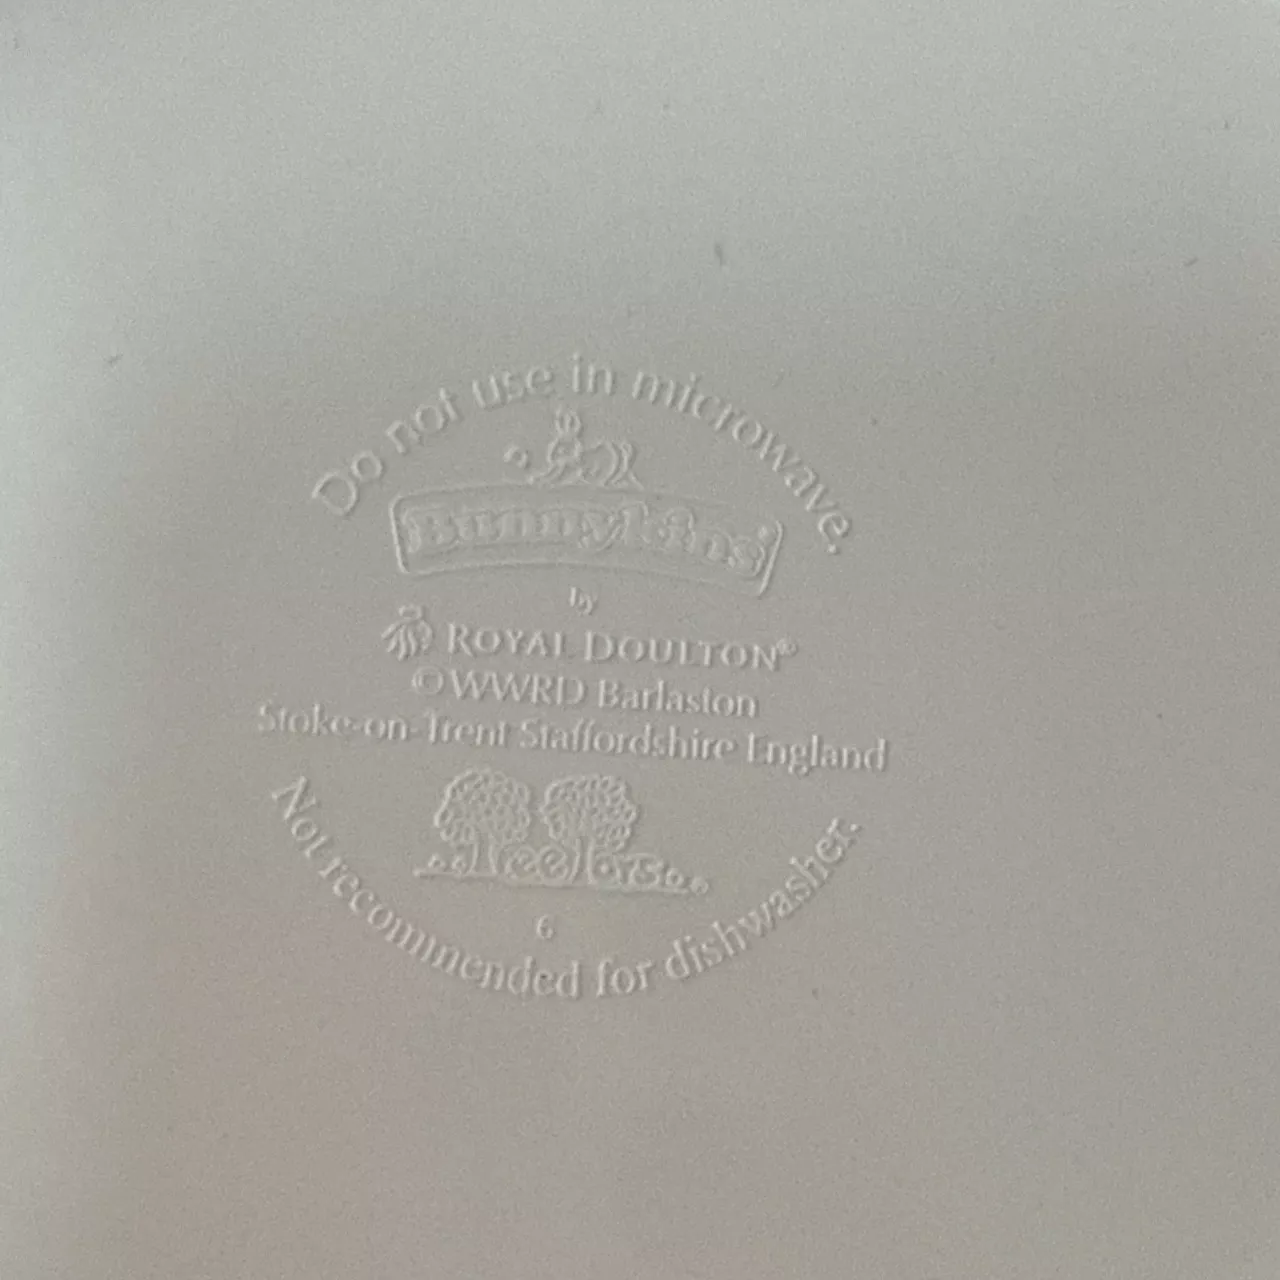 Do not use in microwave.
Bunnykins®
by
ROYAL DOULTON®
©WWRD Barlaston
Stoke-on-Trent Staffordshire England
Treetors
6
Not recommended for dishwasher.